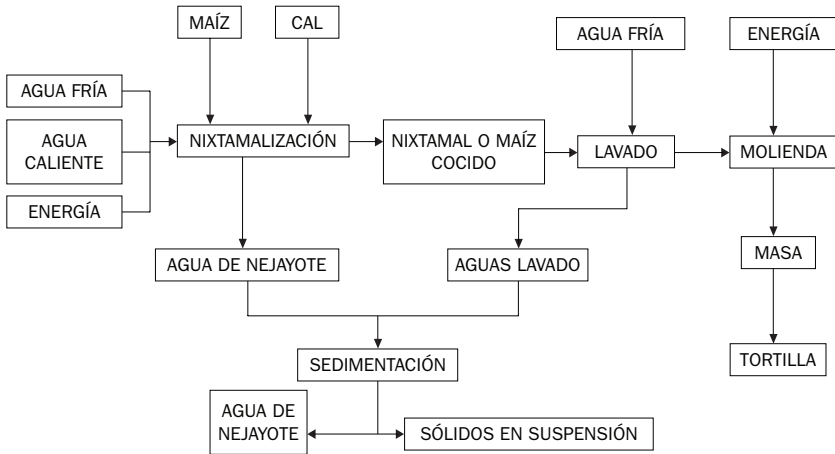 MAÍZ
CAL
AGUA FRÍA
ENERGÍA
AGUA FRÍA
AGUA
CALIENTE
ENERGÍA
NIXTAMALIZACIÓN
NIXTAMAL O MAÍZ
COCIDO
LAVADO
MOLIENDA
AGUA DE NEJAYOTE
AGUAS LAVADO
MASA
SEDIMENTACIÓN
TORTILLA
AGUA DE
NEJAYOTE
SÓLIDOS EN SUSPENSIÓN